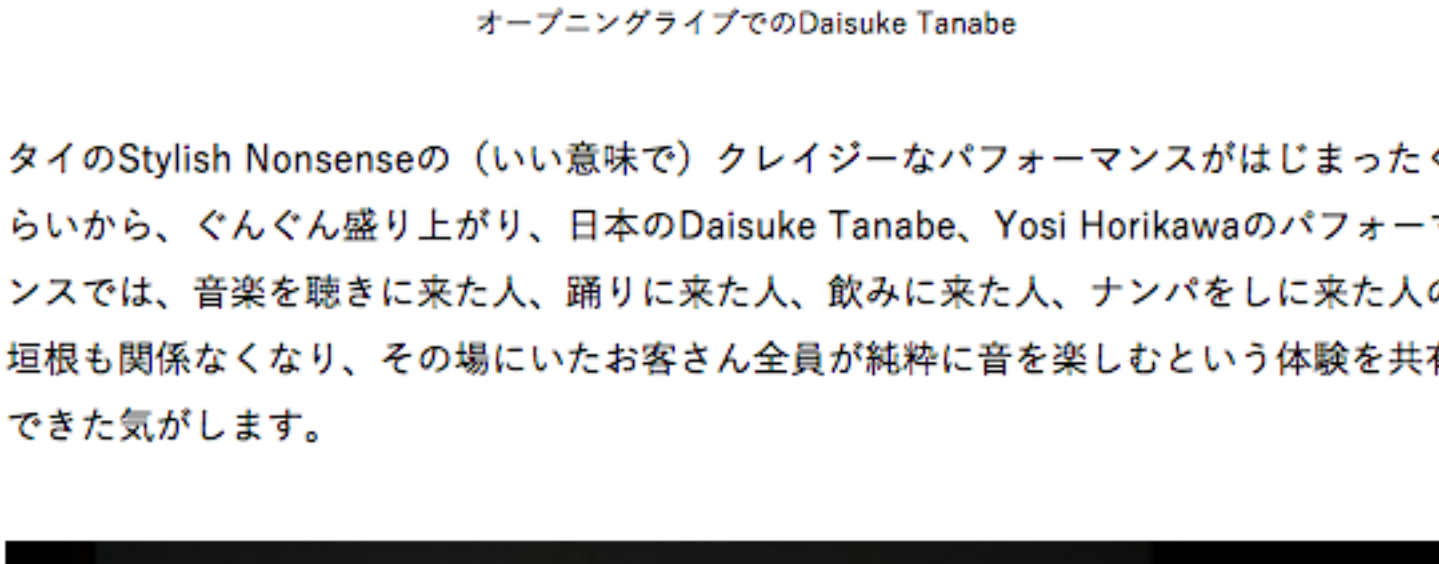 オープニングライブでのDaisuke Tanabe
タイのStylish Nonsenseの（いい意味で）クレイジーなパフォーマンスがはじまったぐ
らいから、ぐんぐん盛り上がり、日本のDaisuke Tanabe、Yosi Horikawaのパフォーマ
ンスでは、音楽を聴きに来た人、踊りに来た人、飲みに来た人、ナンパをしに来た人の
垣根も関係なくなり、その場にいたお客さん全員が純粋に音を楽しむという体験を共有
できた気がします。